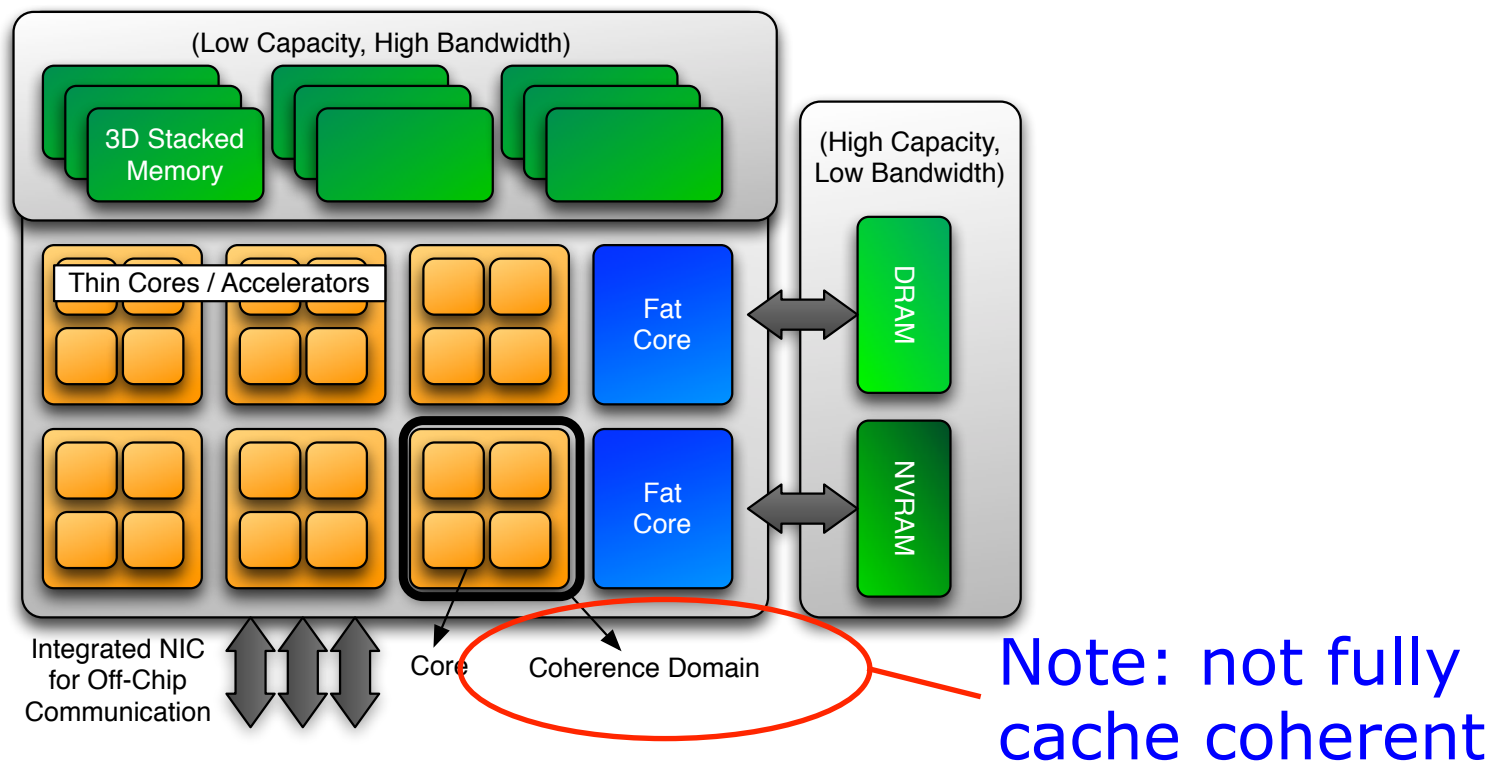 (Low Capacity, High Bandwidth)
3D Stacked
Memory
(High Capacity,
Low Bandwidth)
Thin Cores / Accelerators
Fat
Core
DRAM
Fat
Core
NVRAM
Integrated NIC
for Off-Chip
Communication
Core
Coherence Domain
Note: not fully
cache coherent